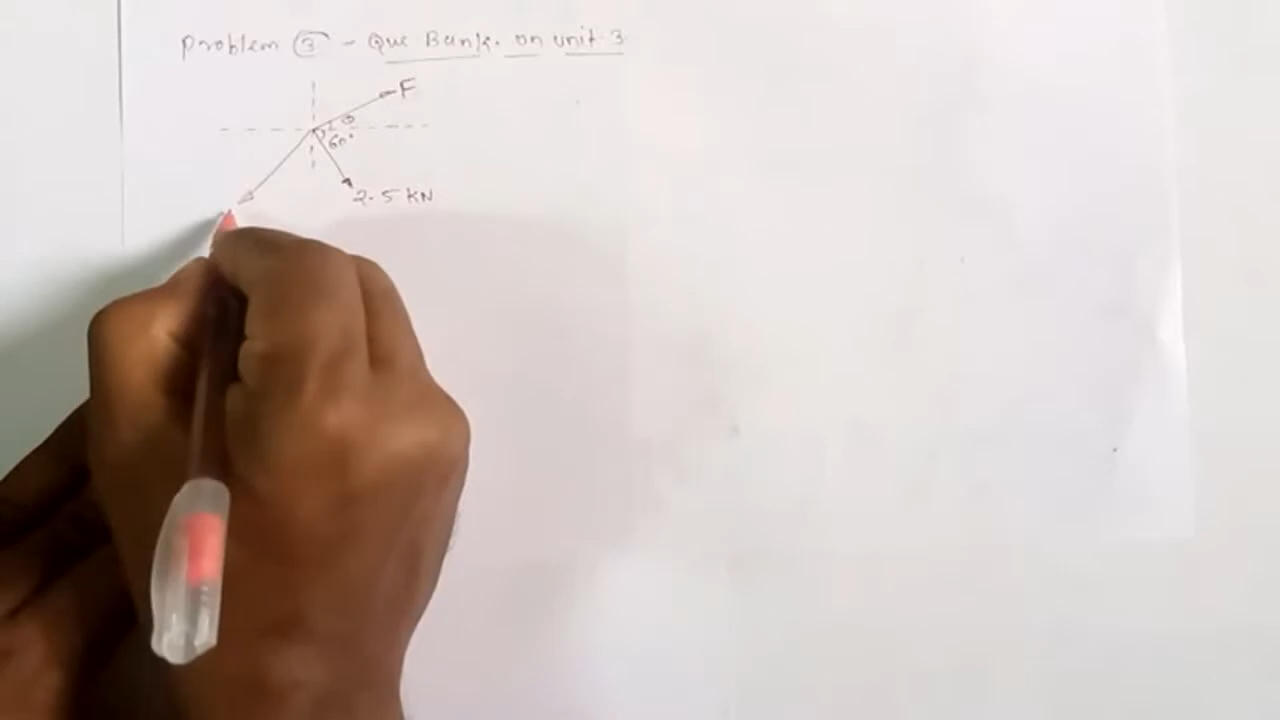 Problem ③ - Que Bank. on unit-3
F
θ
60°
2.5 KN